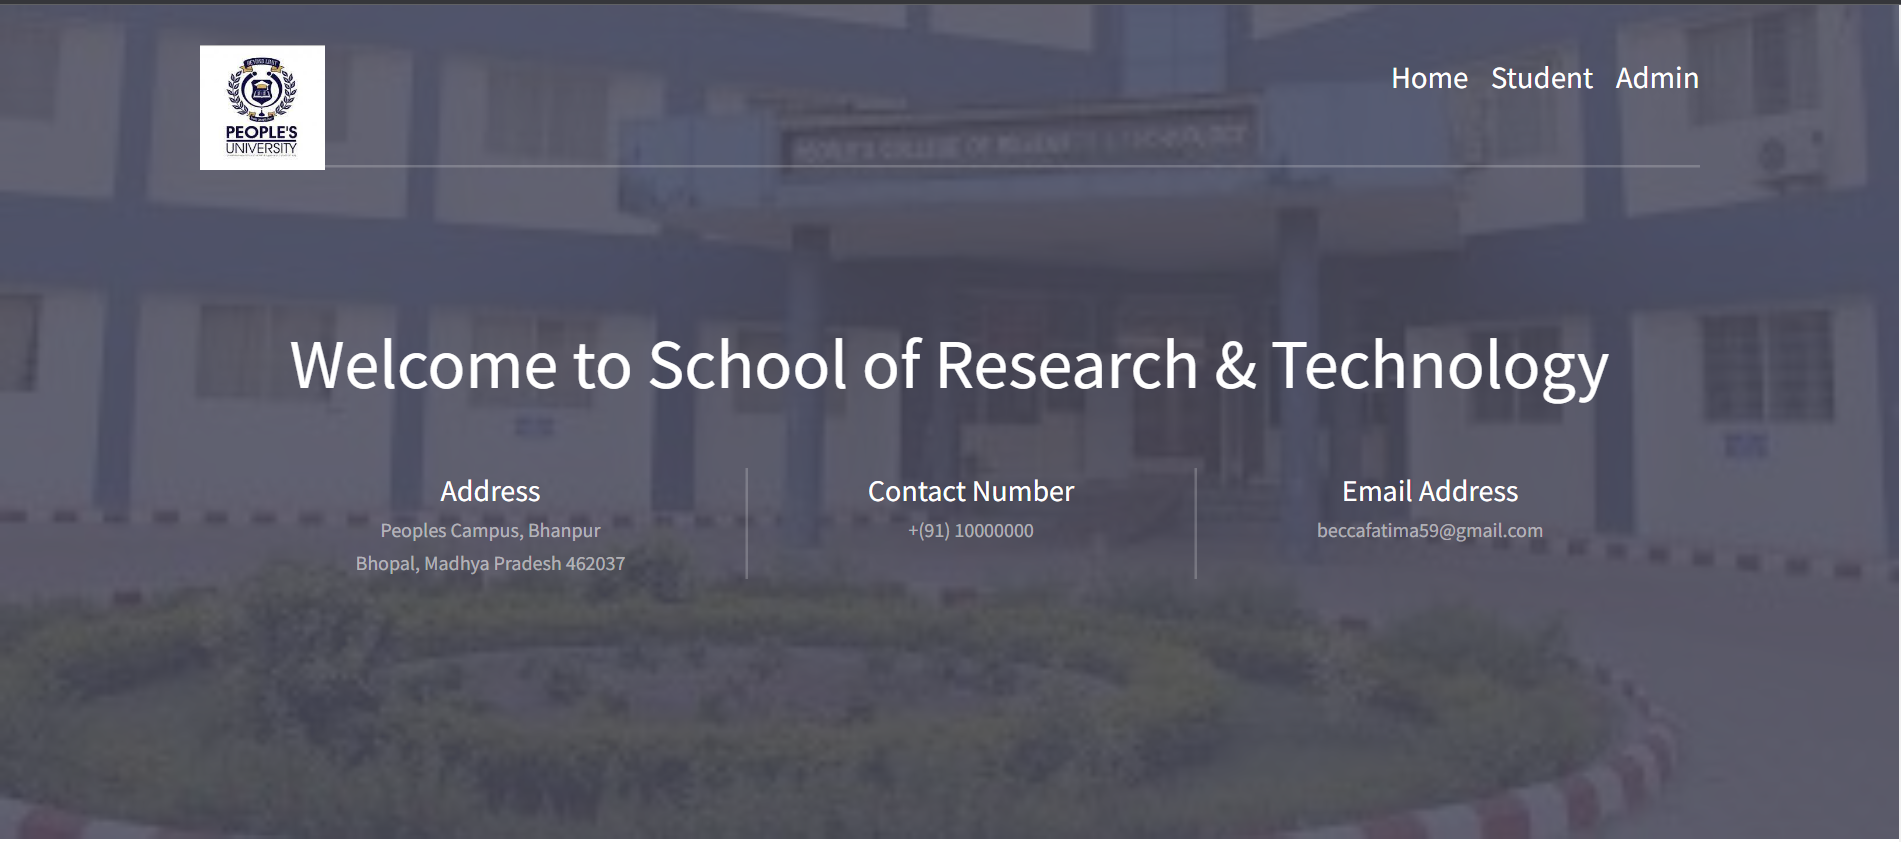 PEOPLE'S
UNIVERSITY
Home Student Admin
Welcome to School of Research & Technology
Address
Peoples Campus, Bhanpur
Bhopal, Madhya Pradesh 462037
Contact Number
+(91) 10000000
Email Address
beccafatima59@gmail.com